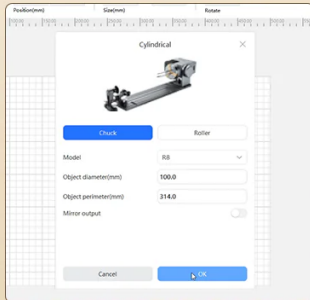 Position(mm) Size(mm) Rotate
Cylindrical
Chuck Roller
Model R8
Object diameter(mm) 100.0
Object perimeter(mm) 314.0
Mirror output
Cancel OK